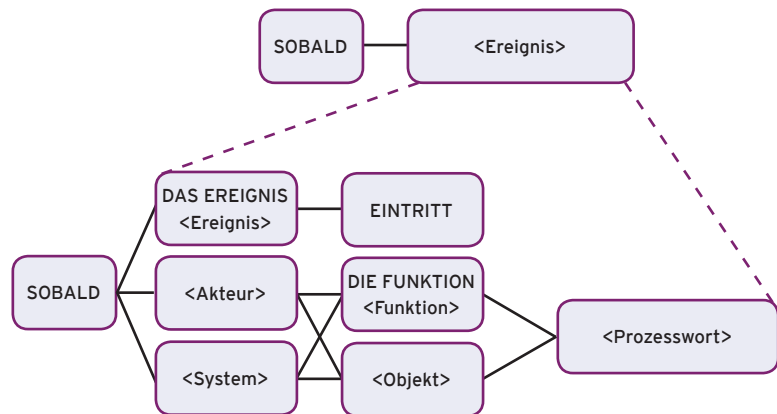 SOBALD
<Ereignis>
DAS EREIGNIS
<Ereignis>
EINTRITT
SOBALD
<Akteur>
DIE FUNKTION
<Funktion>
<Prozesswort>
<System>
<Objekt>